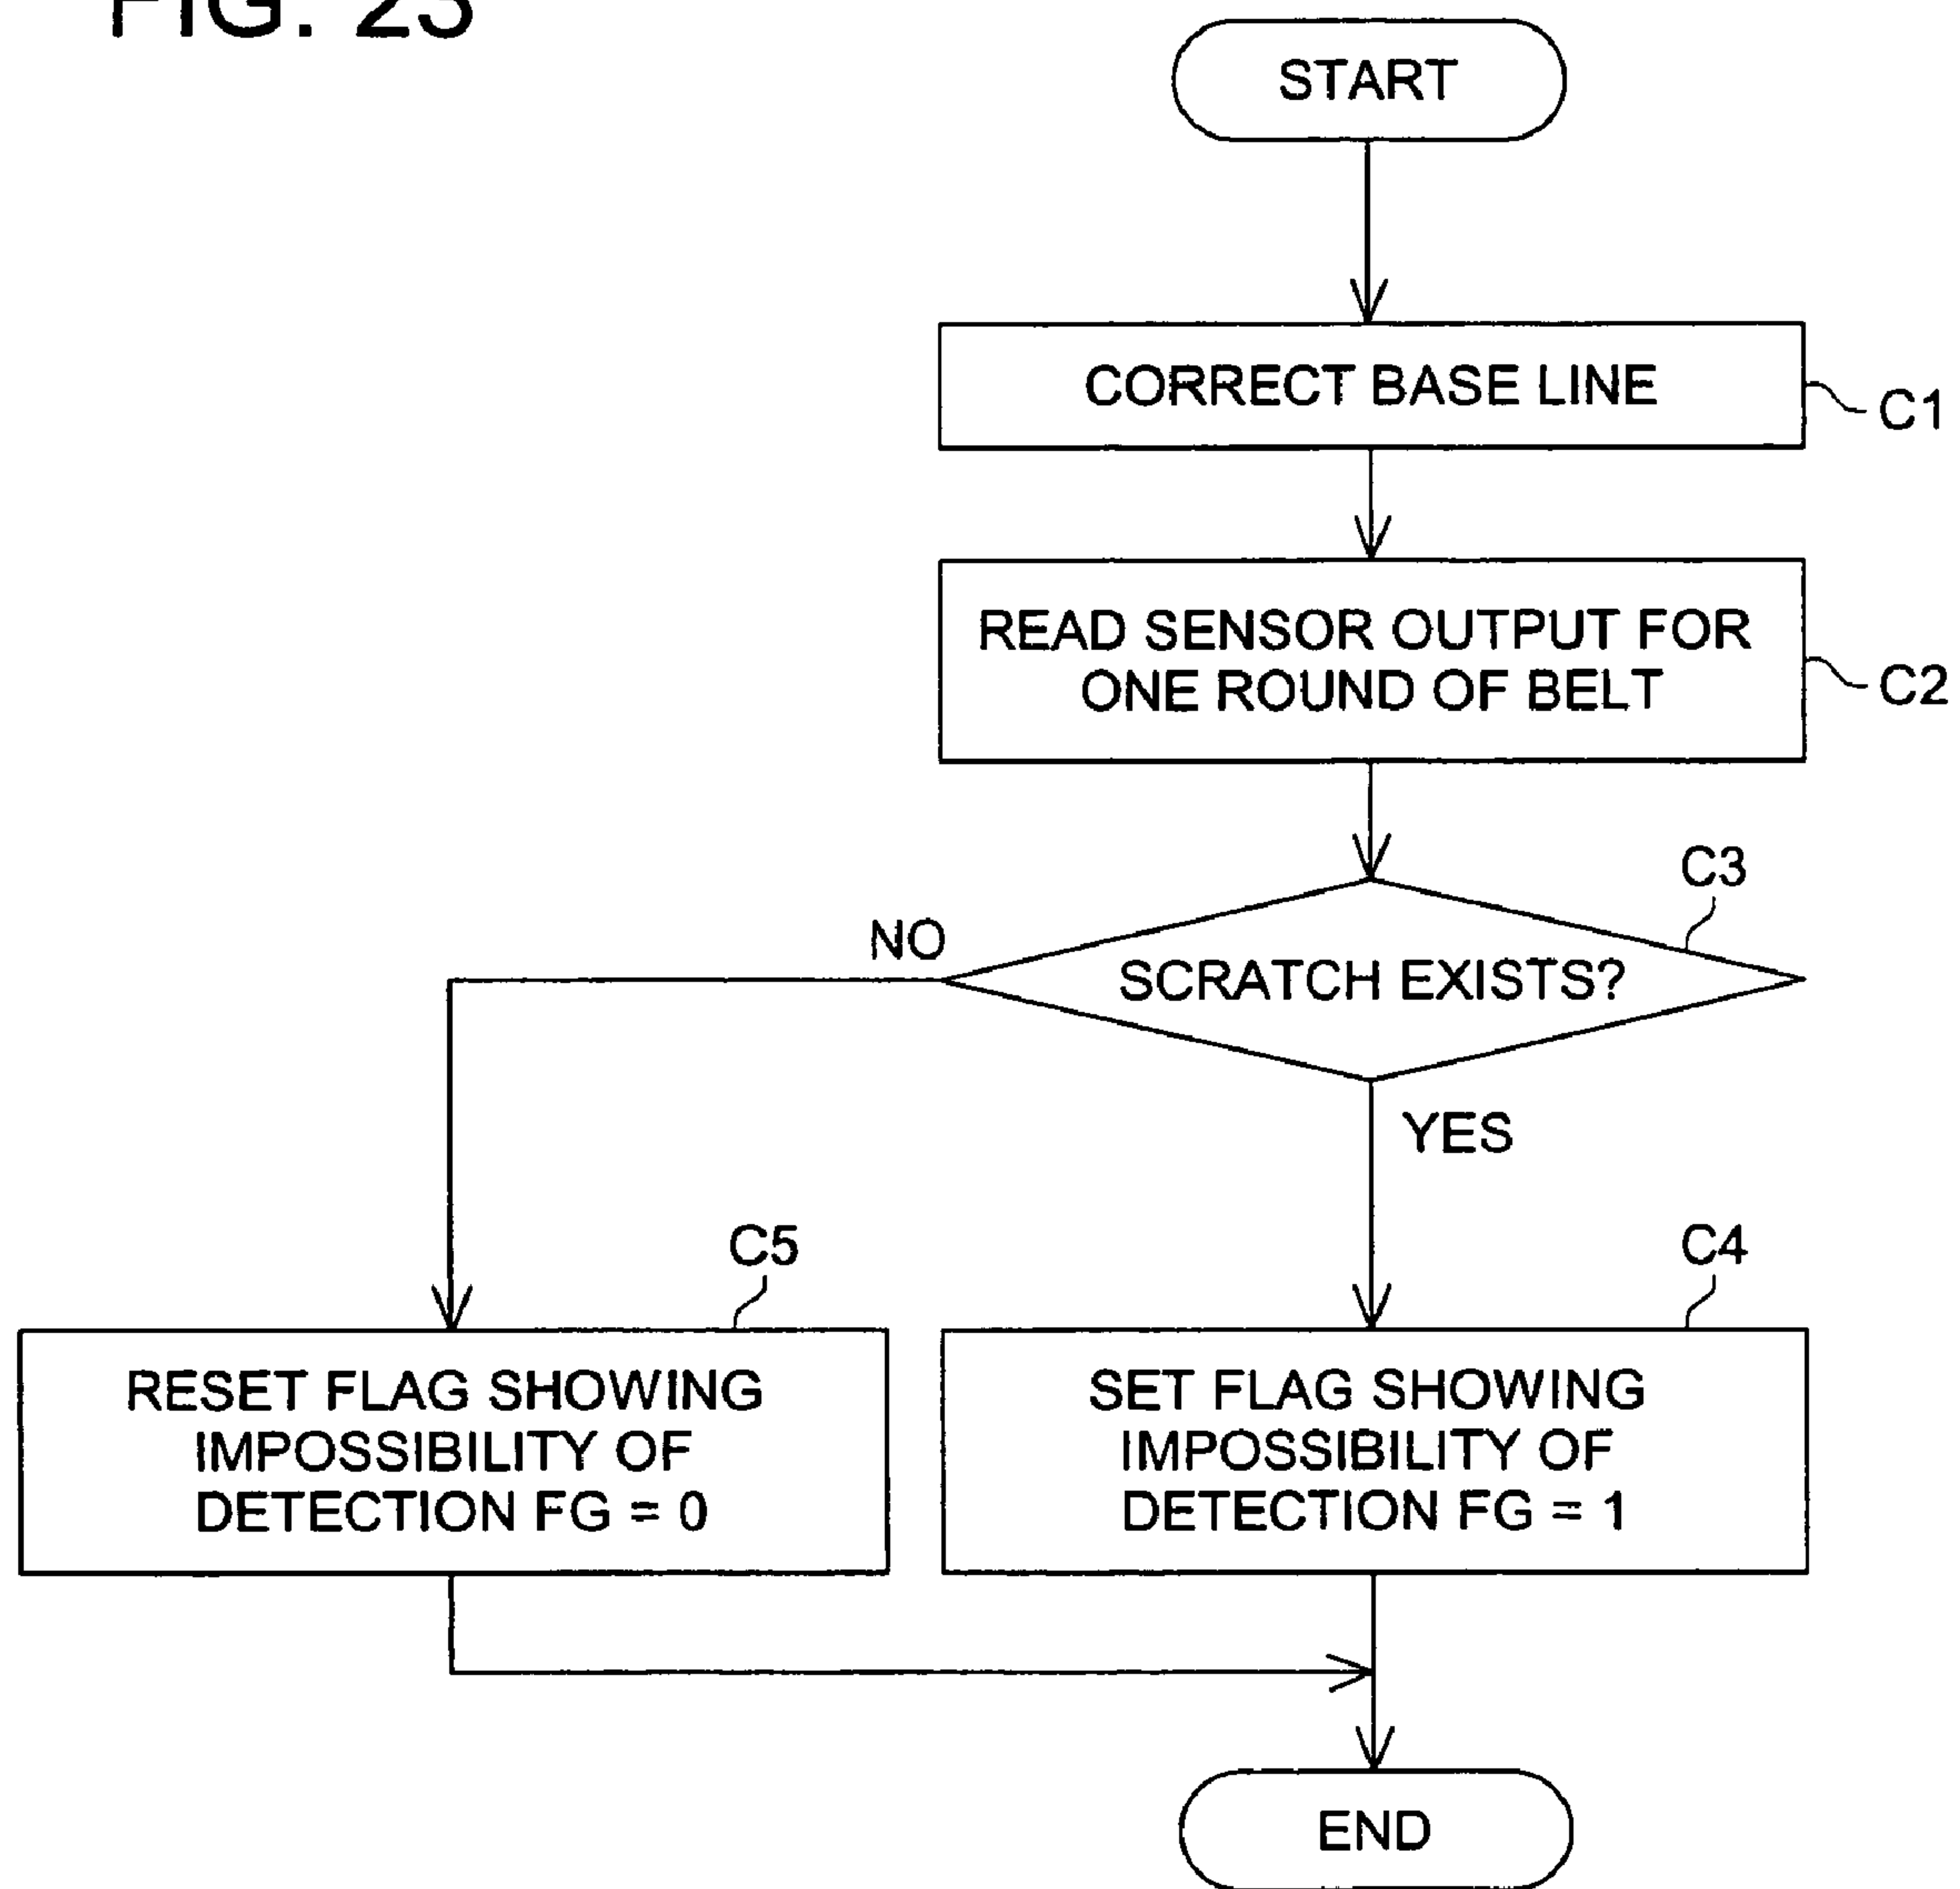 FIG. 23
START
CORRECT BASE LINE
C1
READ SENSOR OUTPUT FOR
ONE ROUND OF BELT
C2
C3
NO
SCRATCH EXISTS?
YES
C5
C4
RESET FLAG SHOWING
IMPOSSIBILITY OF
DETECTION FG = 0
SET FLAG SHOWING
IMPOSSIBILITY OF
DETECTION FG = 1
END